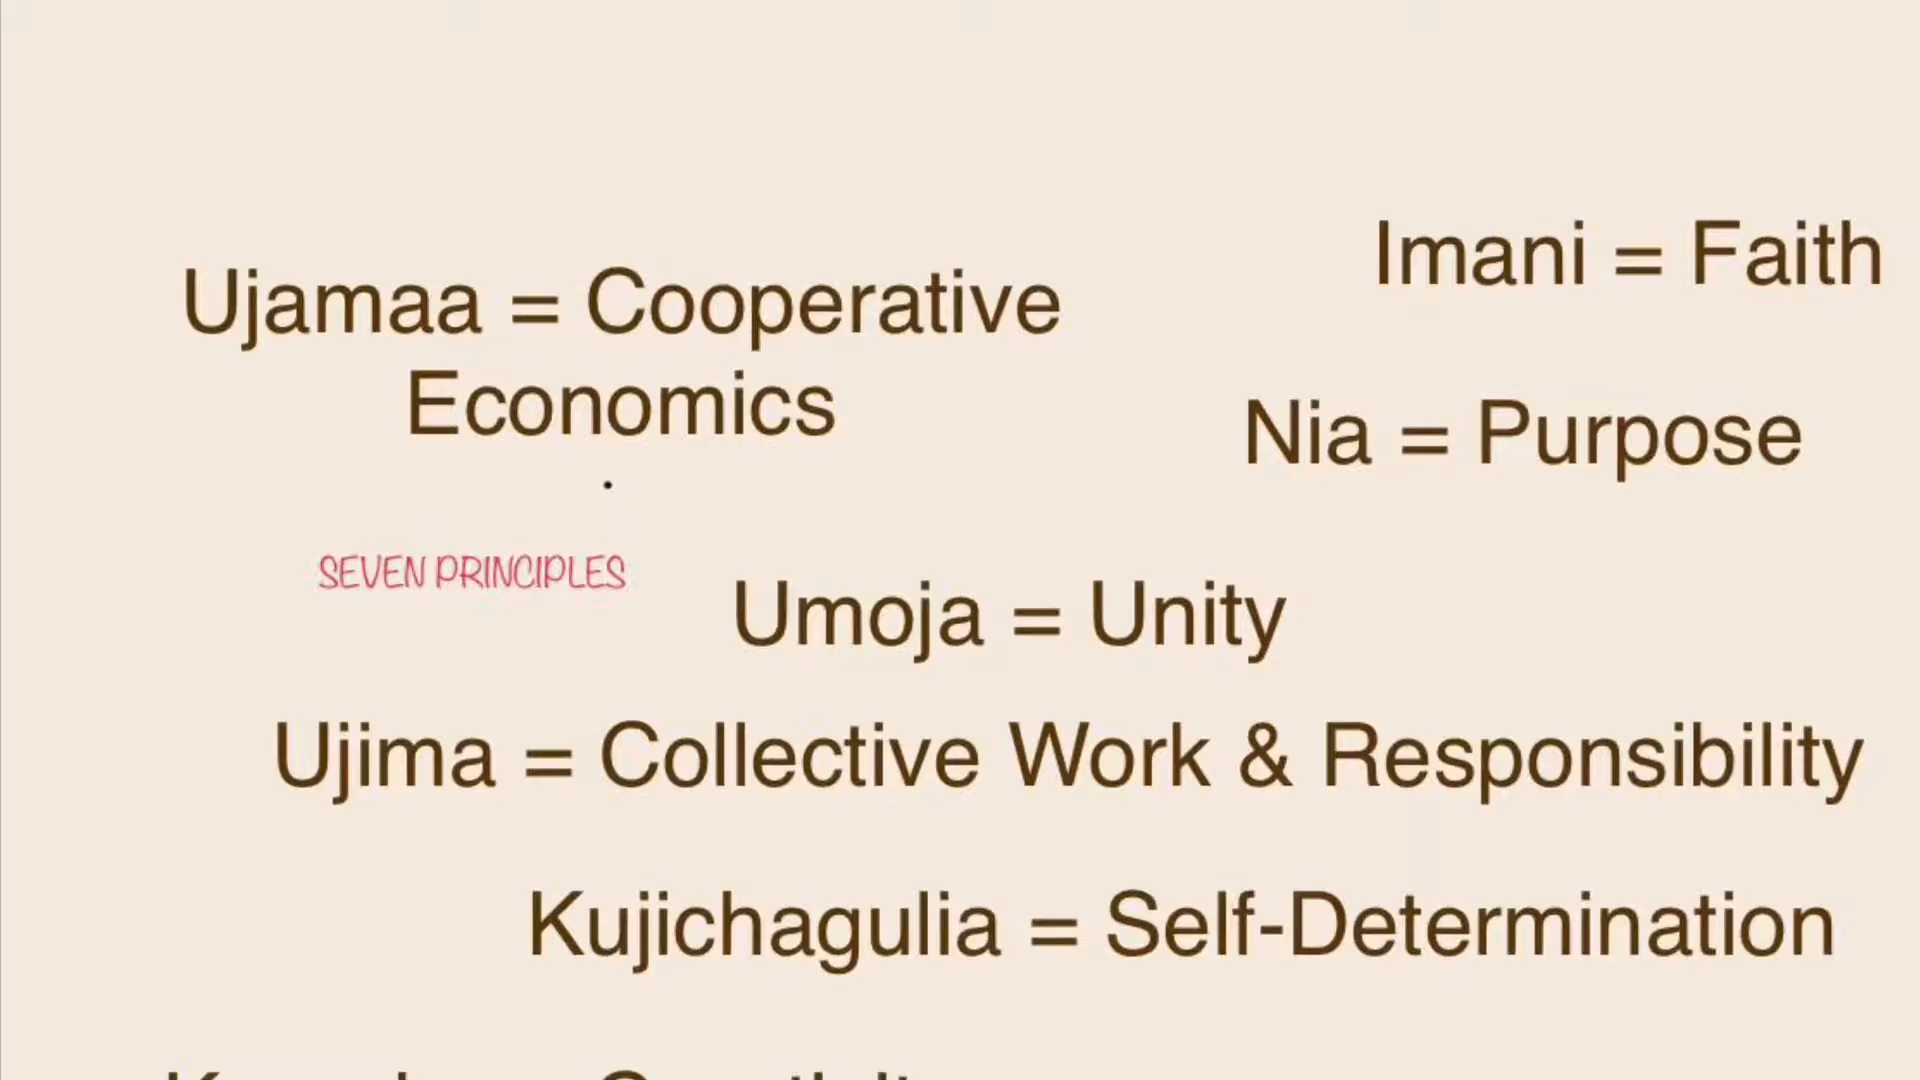 Imani = Faith
Ujamaa = Cooperative
Economics
Nia = Purpose
SEVEN PRINCIPLES
Umoja = Unity
Ujima = Collective Work & Responsibility
Kujichagulia = Self-Determination